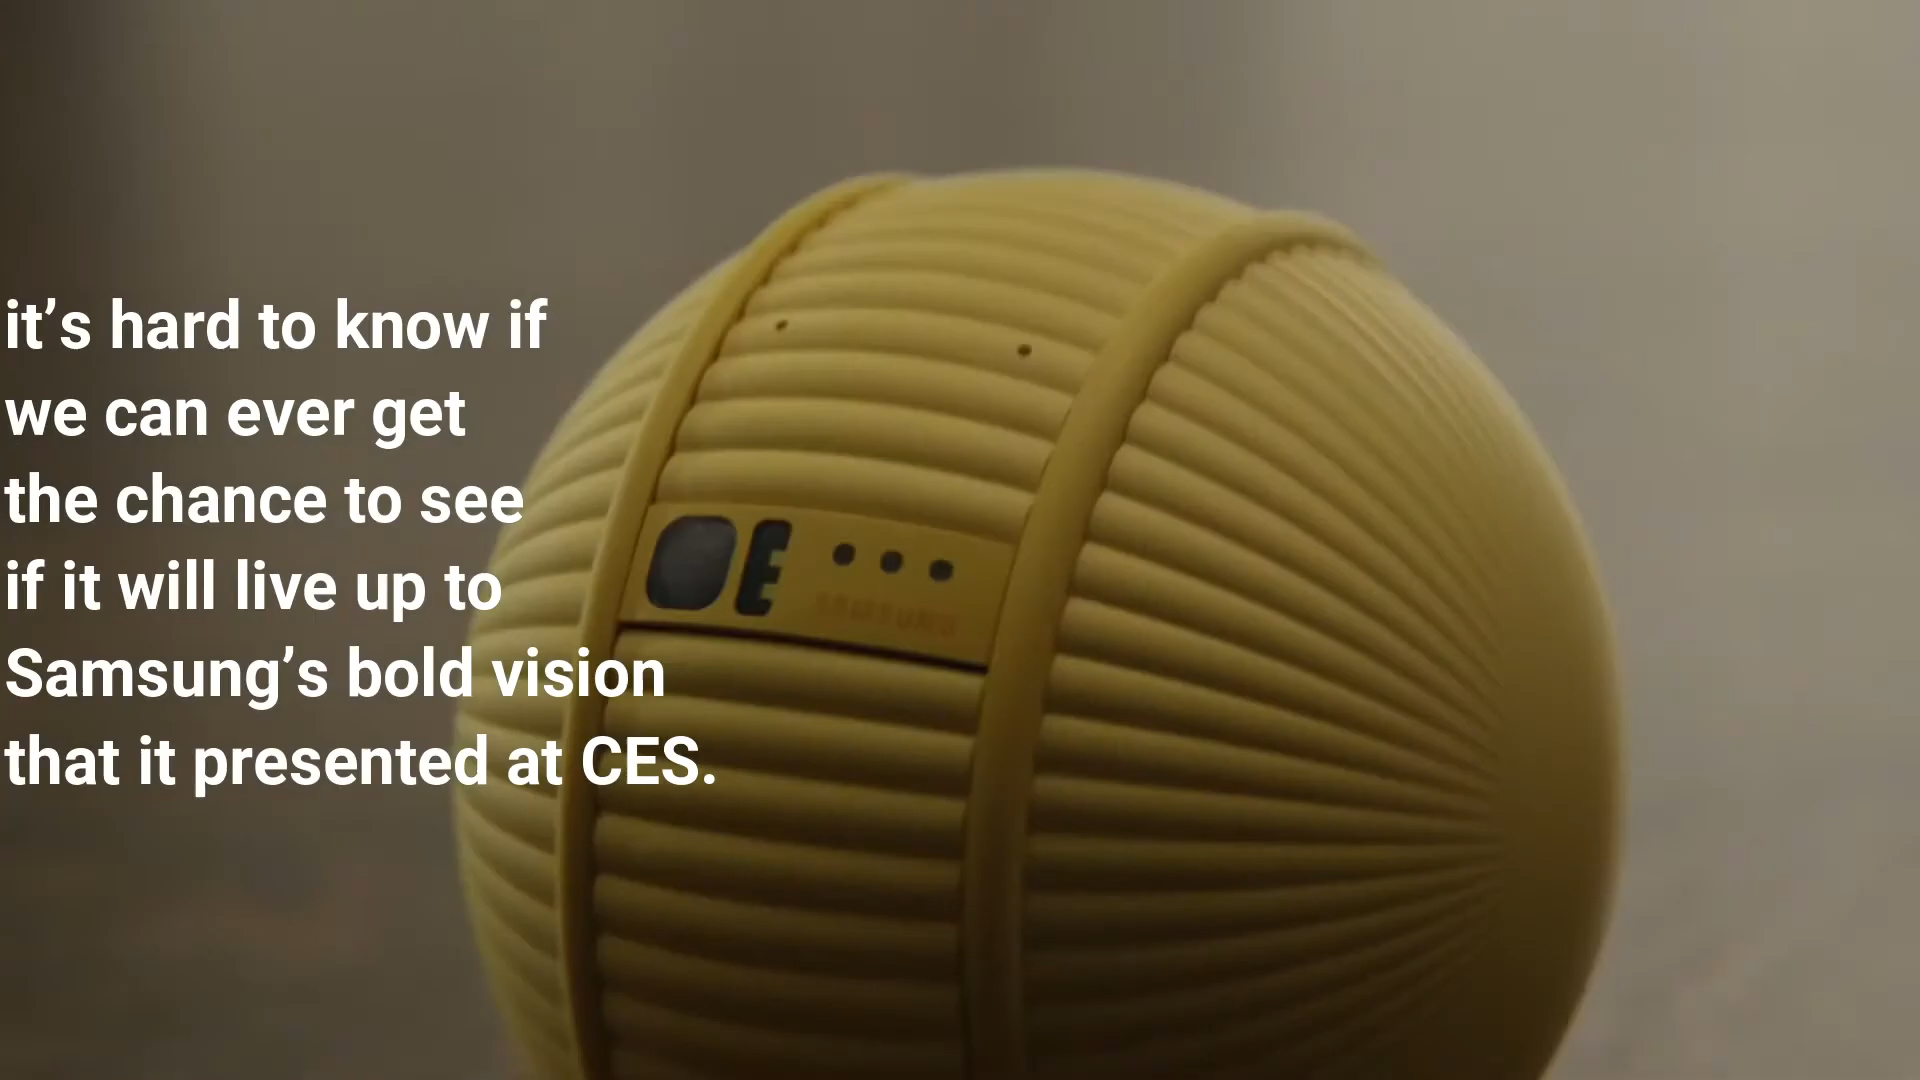 it’s hard to know if
we can ever get
the chance to see
if it will live up to
Samsung’s bold vision
that it presented at CES.
SAMSUNG